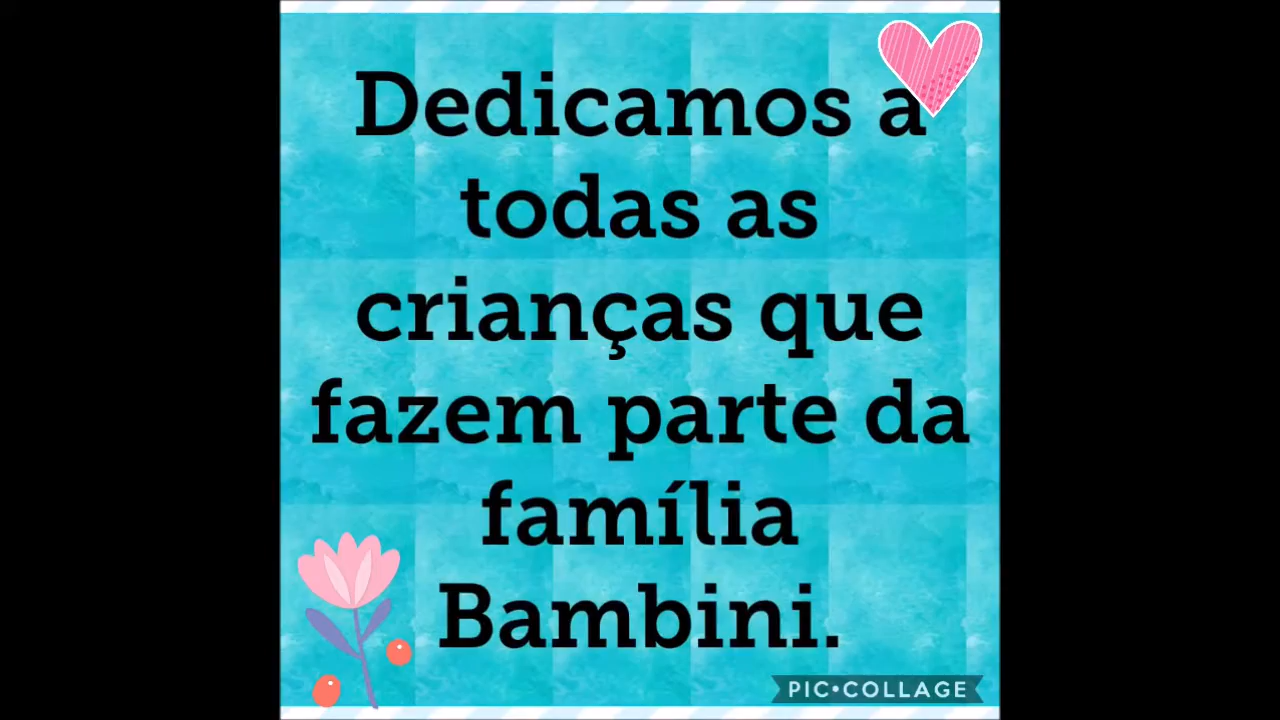 Dedicamos a
todas as
crianças que
fazem parte da
família
Bambini.
PIC•COLLAGE